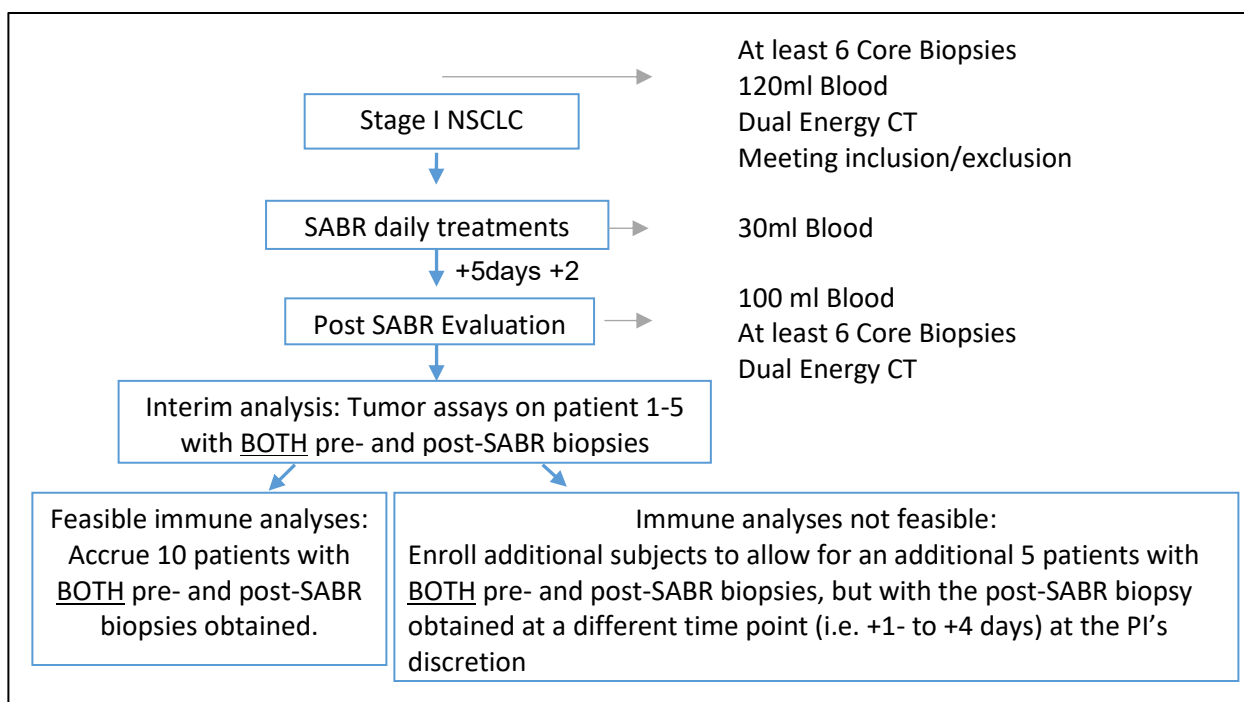 At least 6 Core Biopsies
120ml Blood
Dual Energy CT
Meeting inclusion/exclusion
Stage I NSCLC
SABR daily treatments
30ml Blood
+5days +2
Post SABR Evaluation
100 ml Blood
At least 6 Core Biopsies
Dual Energy CT
Interim analysis: Tumor assays on patient 1-5
with BOTH pre- and post-SABR biopsies
Feasible immune analyses:
Accrue 10 patients with
BOTH pre- and post-SABR
biopsies obtained.
Immune analyses not feasible:
Enroll additional subjects to allow for an additional 5 patients with
BOTH pre- and post-SABR biopsies, but with the post-SABR biopsy
obtained at a different time point (i.e. +1- to +4 days) at the PI's
discretion